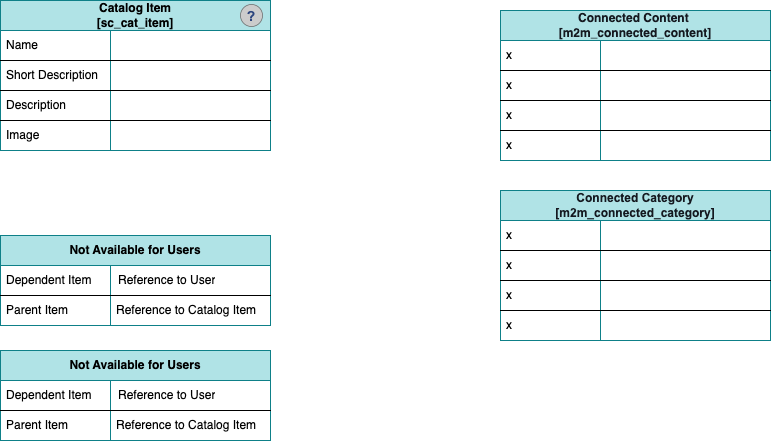 Catalog Item
[sc_cat_item]
?
Name
Short Description
Description
Image
Not Available for Users
Dependent Item Reference to User
Parent Item Reference to Catalog Item
Not Available for Users
Dependent Item Reference to User
Parent Item Reference to Catalog Item
Connected Content
[m2m_connected_content]
x
x
x
x
Connected Category
[m2m_connected_category]
x
x
x
x